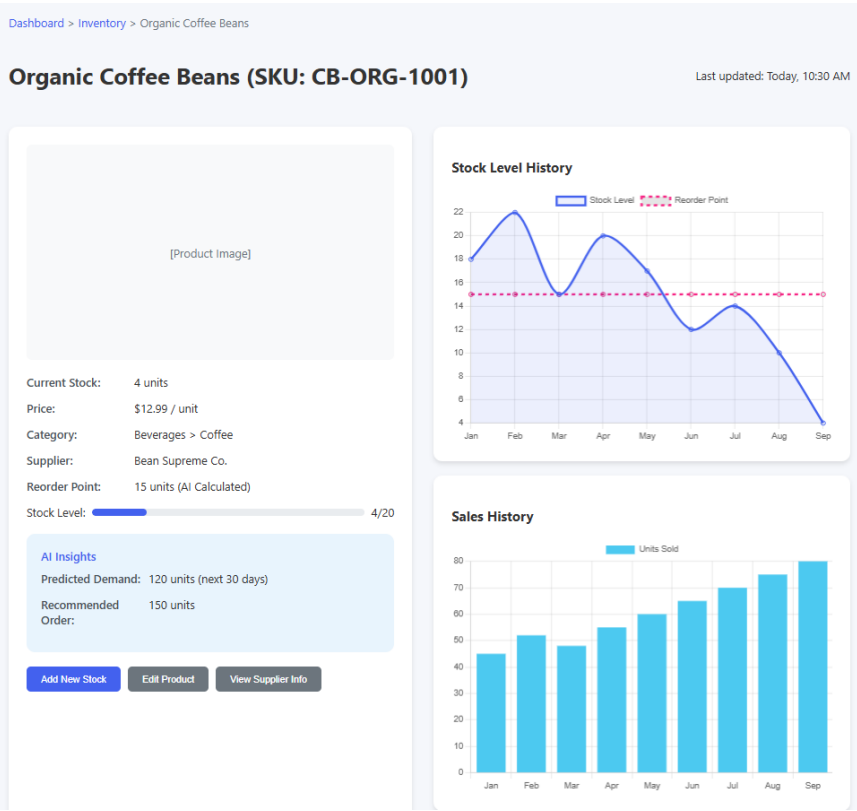 Dashboard > Inventory > Organic Coffee Beans
Organic Coffee Beans (SKU: CB-ORG-1001)
Last updated: Today, 10:30 AM
[Product Image]
Current Stock: 4 units
Price: $12.99 / unit
Category: Beverages > Coffee
Supplier: Bean Supreme Co.
Reorder Point: 15 units (AI Calculated)
Stock Level: 4/20
AI Insights
Predicted Demand: 120 units (next 30 days)
Recommended Order: 150 units
Add New Stock Edit Product View Supplier Info
Stock Level History
Stock Level Reorder Point
22
20
18
16
14
12
10
8
6
4
Jan Feb Mar Apr May Jun Jul Aug Sep
Sales History
Units Sold
80
70
60
50
40
30
20
10
0
Jan Feb Mar Apr May Jun Jul Aug Sep